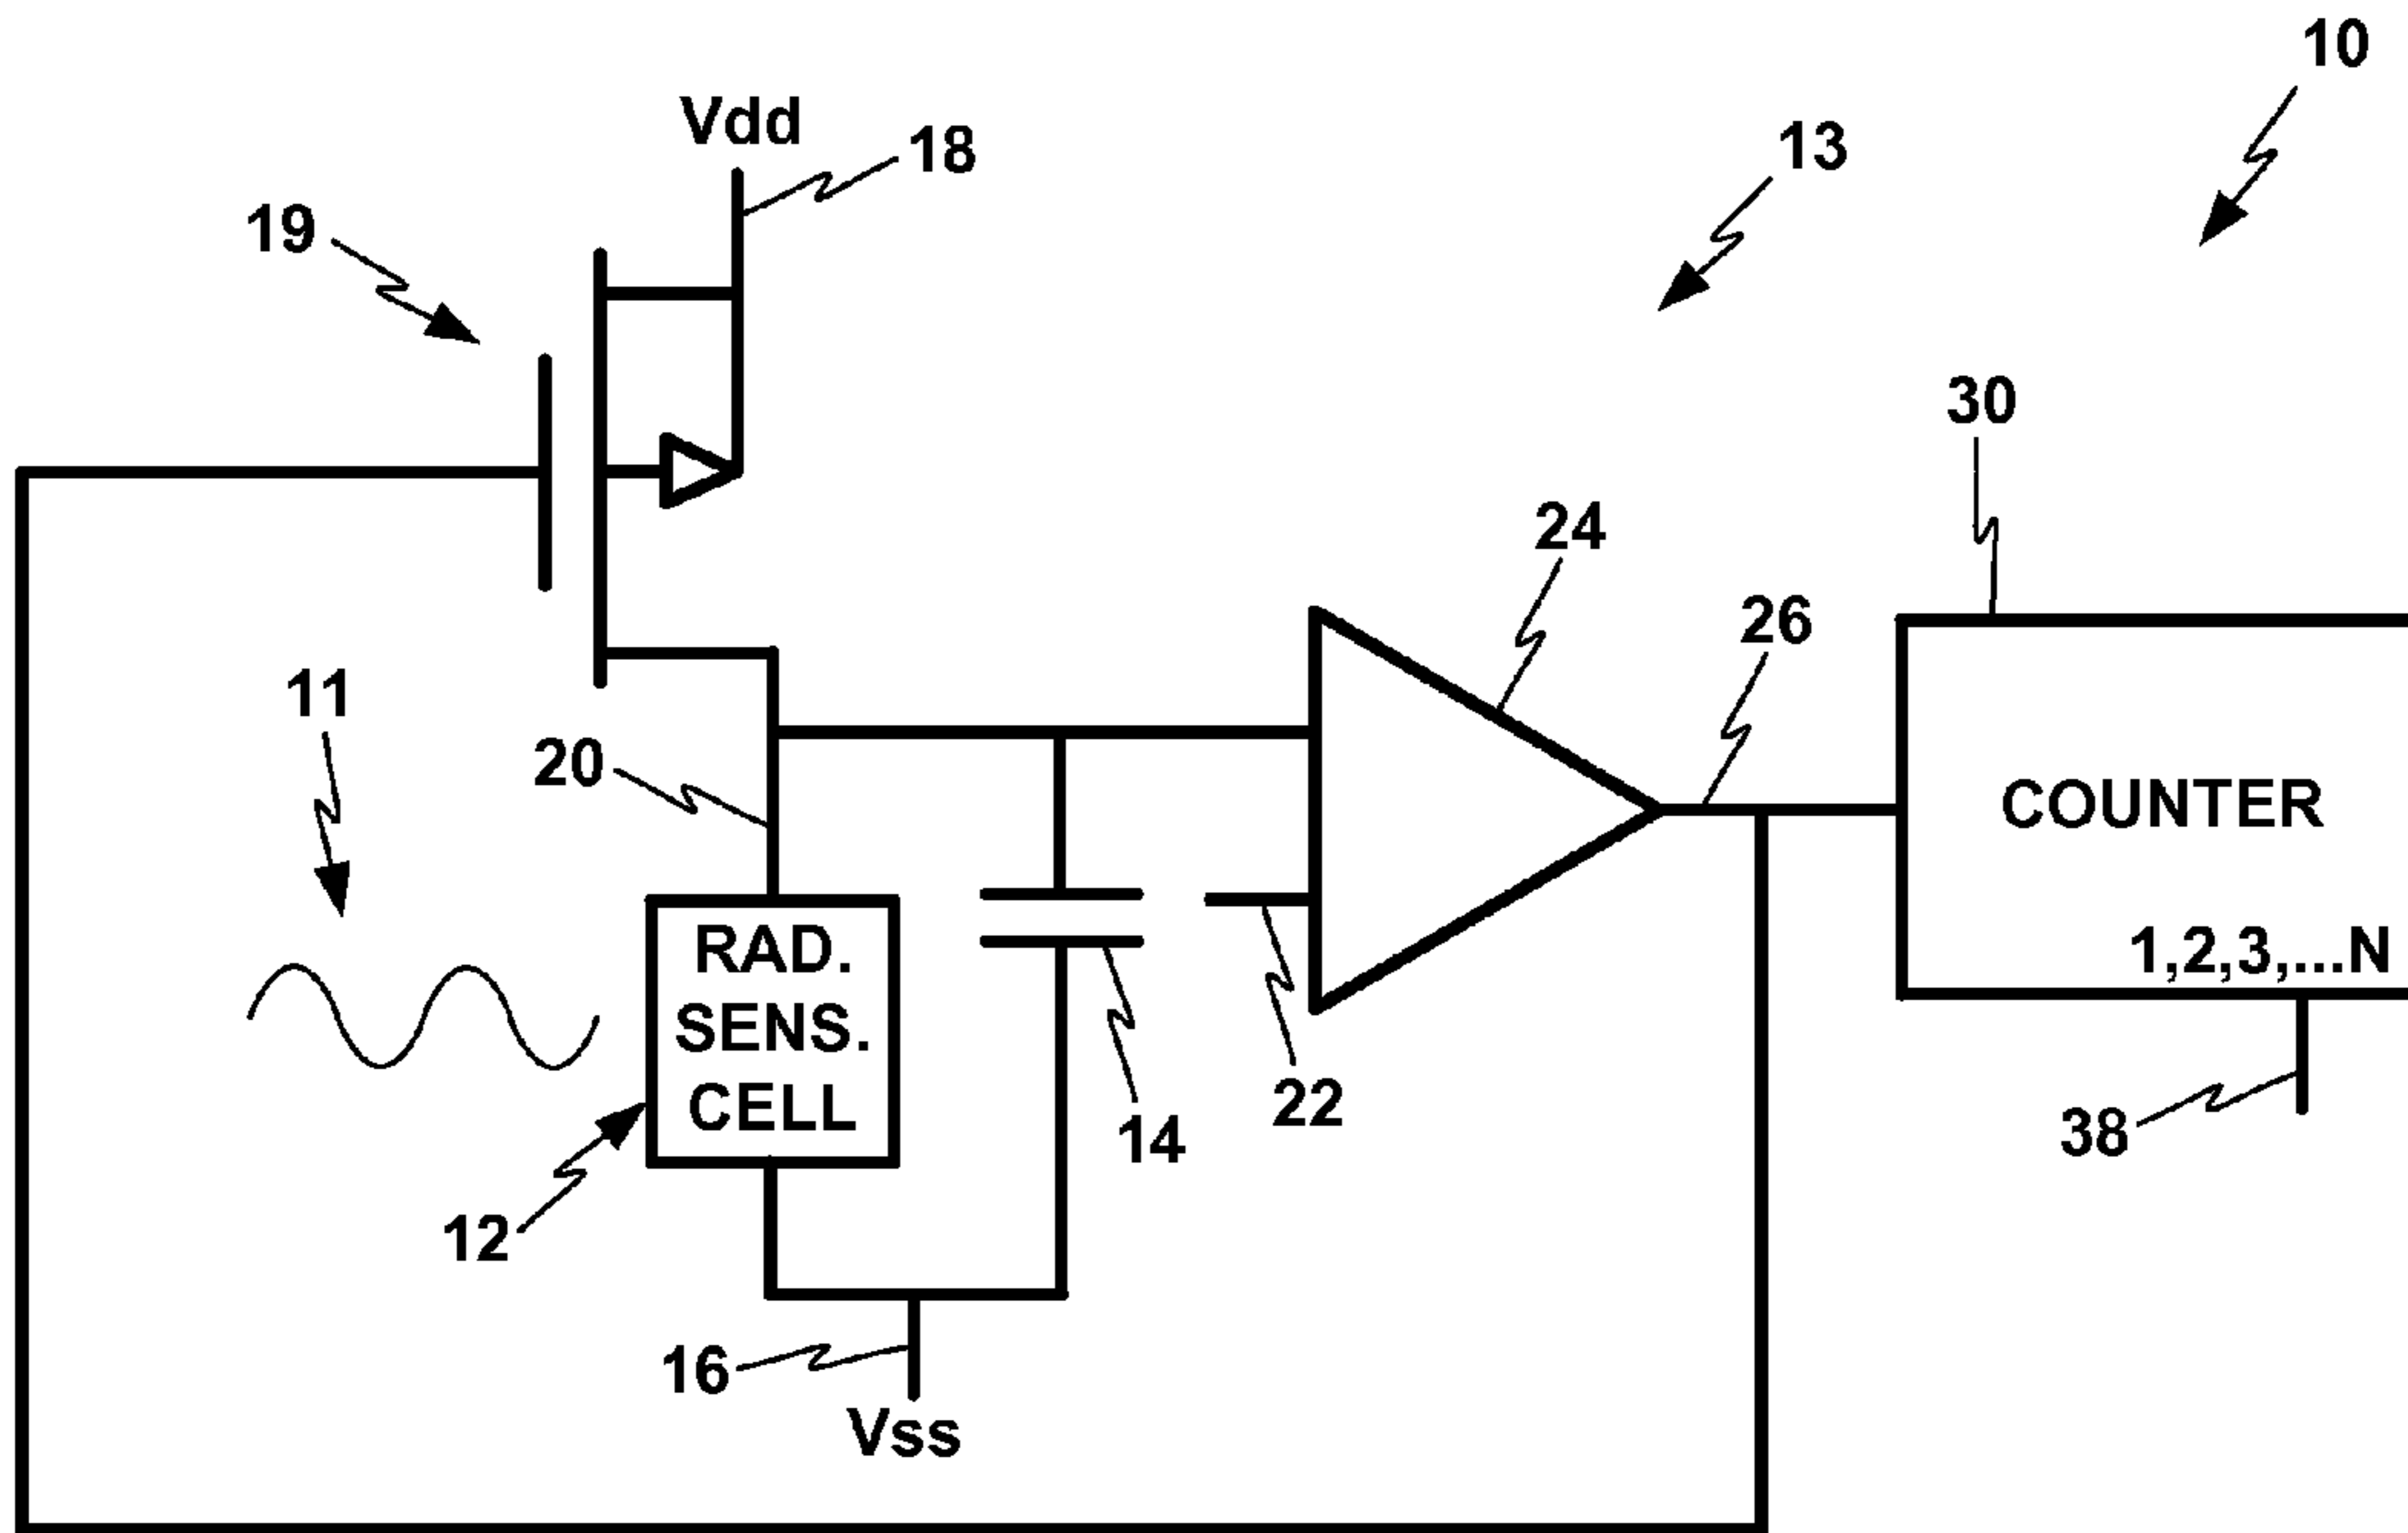 10
Vdd
18
13
19
30
24
26
11
20
COUNTER
1,2,3,...N
RAD.
SENS.
CELL
22
14
38
12
16
Vss